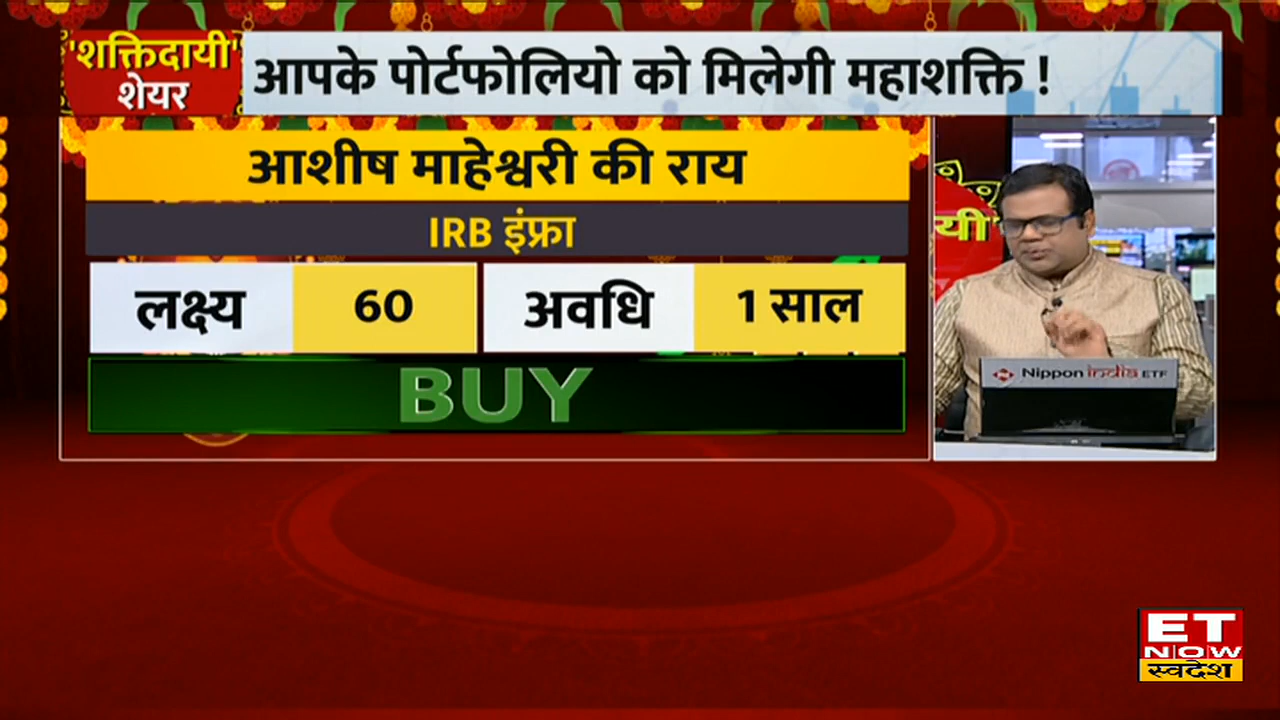 'शक्तिदायी'
शेयर
आपके पोर्टफोलियो को मिलेगी महाशक्ति !
आशीष माहेश्वरी की राय
IRB इंफ्रा
लक्ष्य 60 अवधि 1 साल
BUY
यी'
Nippon india ETF
ET
NOW
स्वदेश